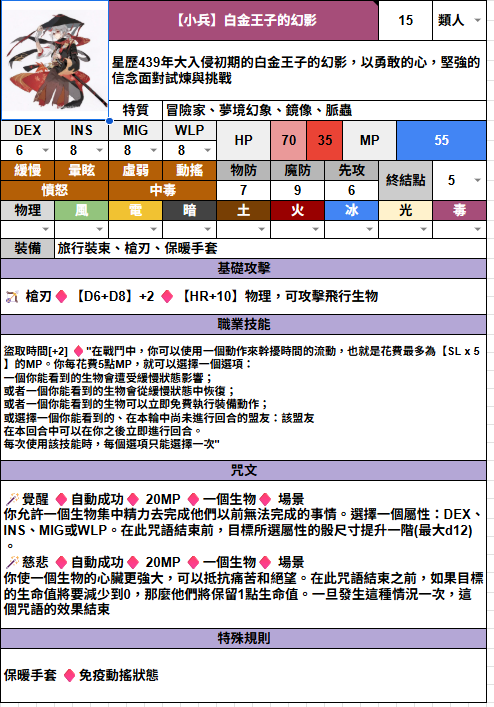 【小兵】白金王子的幻影 15 類人
星歷439年大入侵初期的白金王子的幻影，以勇敢的心，堅強的
信念面對試煉與挑戰
特質 冒險家、夢境幻象、鏡像、脈蟲
DEX INS MIG WLP HP 70 35 MP 55
6 8 8 8
緩慢 暈眩 虛弱 動搖 物防 魔防 先攻 終結點 5
憤怒 中毒 7 9 6
物理 風 電 暗 土 火 冰 光 毒
裝備 旅行裝束、槍刃、保暖手套
基礎攻擊
槍刃 【D6+D8】+2 【HR+10】物理，可攻擊飛行生物
職業技能
盜取時間[+2] "在戰鬥中，你可以使用一個動作來幹擾時間的流動，也就是花費最多為【SL x 5
】的MP。你每花費5點MP，就可以選擇一個選項：
一個你能看到的生物會遭受緩慢狀態影響；
或者一個你能看到的生物會從緩慢狀態中恢復；
或者一個你能看到的生物可以立即免費執行裝備動作；
或選擇一個你能看到的、在本輪中尚未進行回合的盟友：該盟友
在本回合中可以在你之後立即進行回合。
每次使用該技能時，每個選項只能選擇一次"
咒文
覺醒 自動成功 20MP 一個生物 場景
你允許一個生物集中精力去完成他們以前無法完成的事情。選擇一個屬性：DEX、
INS、MIG或WLP。在此咒語結束前，目標所選屬性的骰尺寸提升一階(最大d12)
。
慈悲 自動成功 20MP 一個生物 場景
你使一個生物的心臟更強大，可以抵抗痛苦和絕望。在此咒語結束之前，如果目標
的生命值將要減少到0，那麼他們將保留1點生命值。一旦發生這種情況一次，這
個咒語的效果結束
特殊規則
保暖手套 免疫動搖狀態